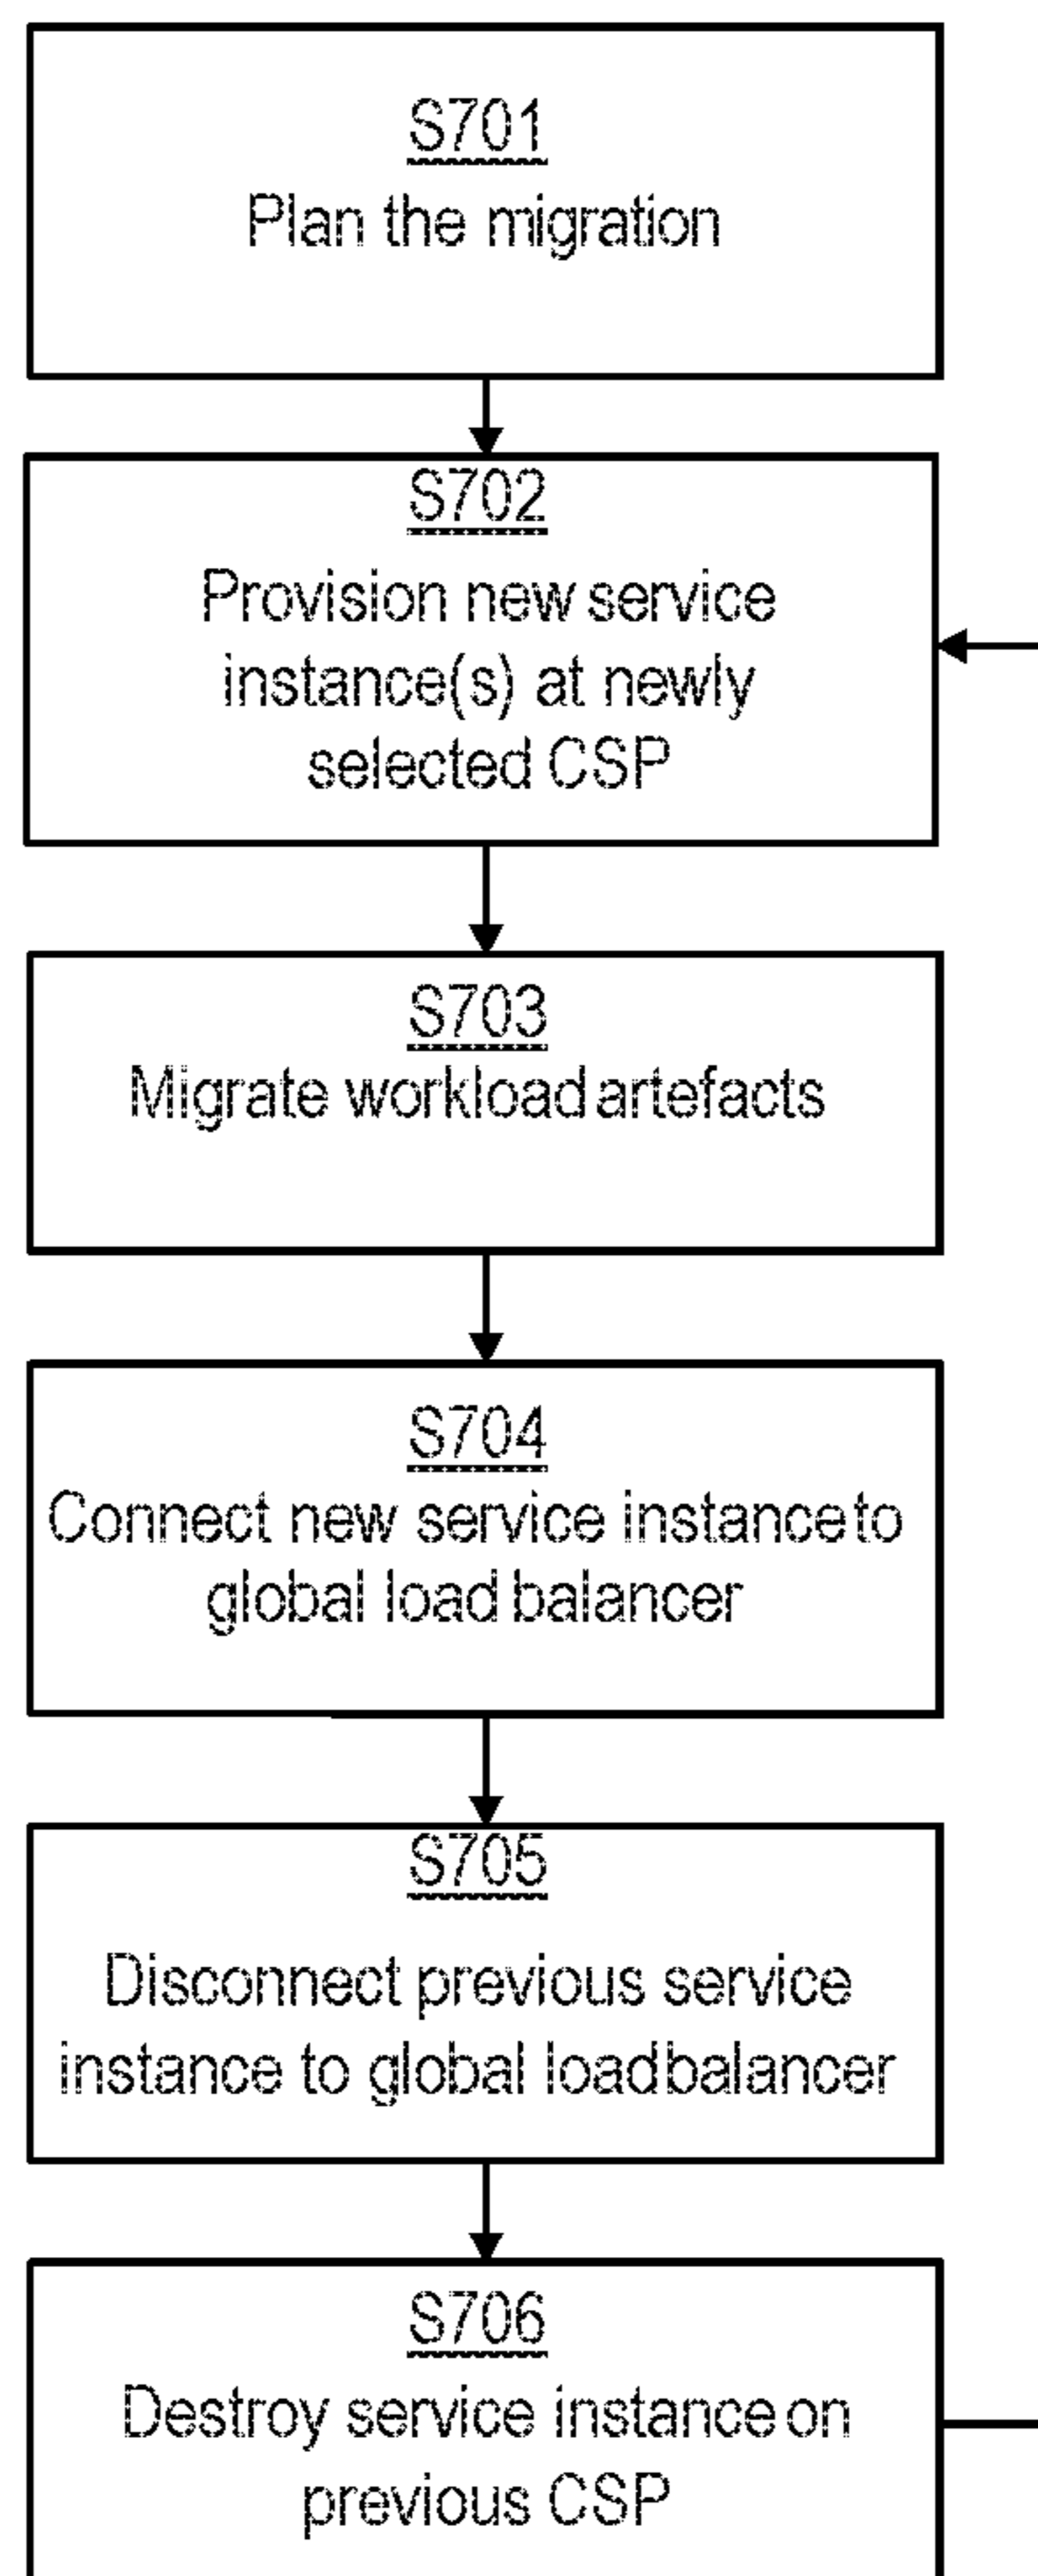 S701
Plan the migration
S702
Provision new service
instance(s) at newly
selected CSP
S703
Migrate workload artefacts
S704
Connect new service instance to
global load balancer
S705
Disconnect previous service
instance to global load balancer
S706
Destroy service instance on
previous CSP